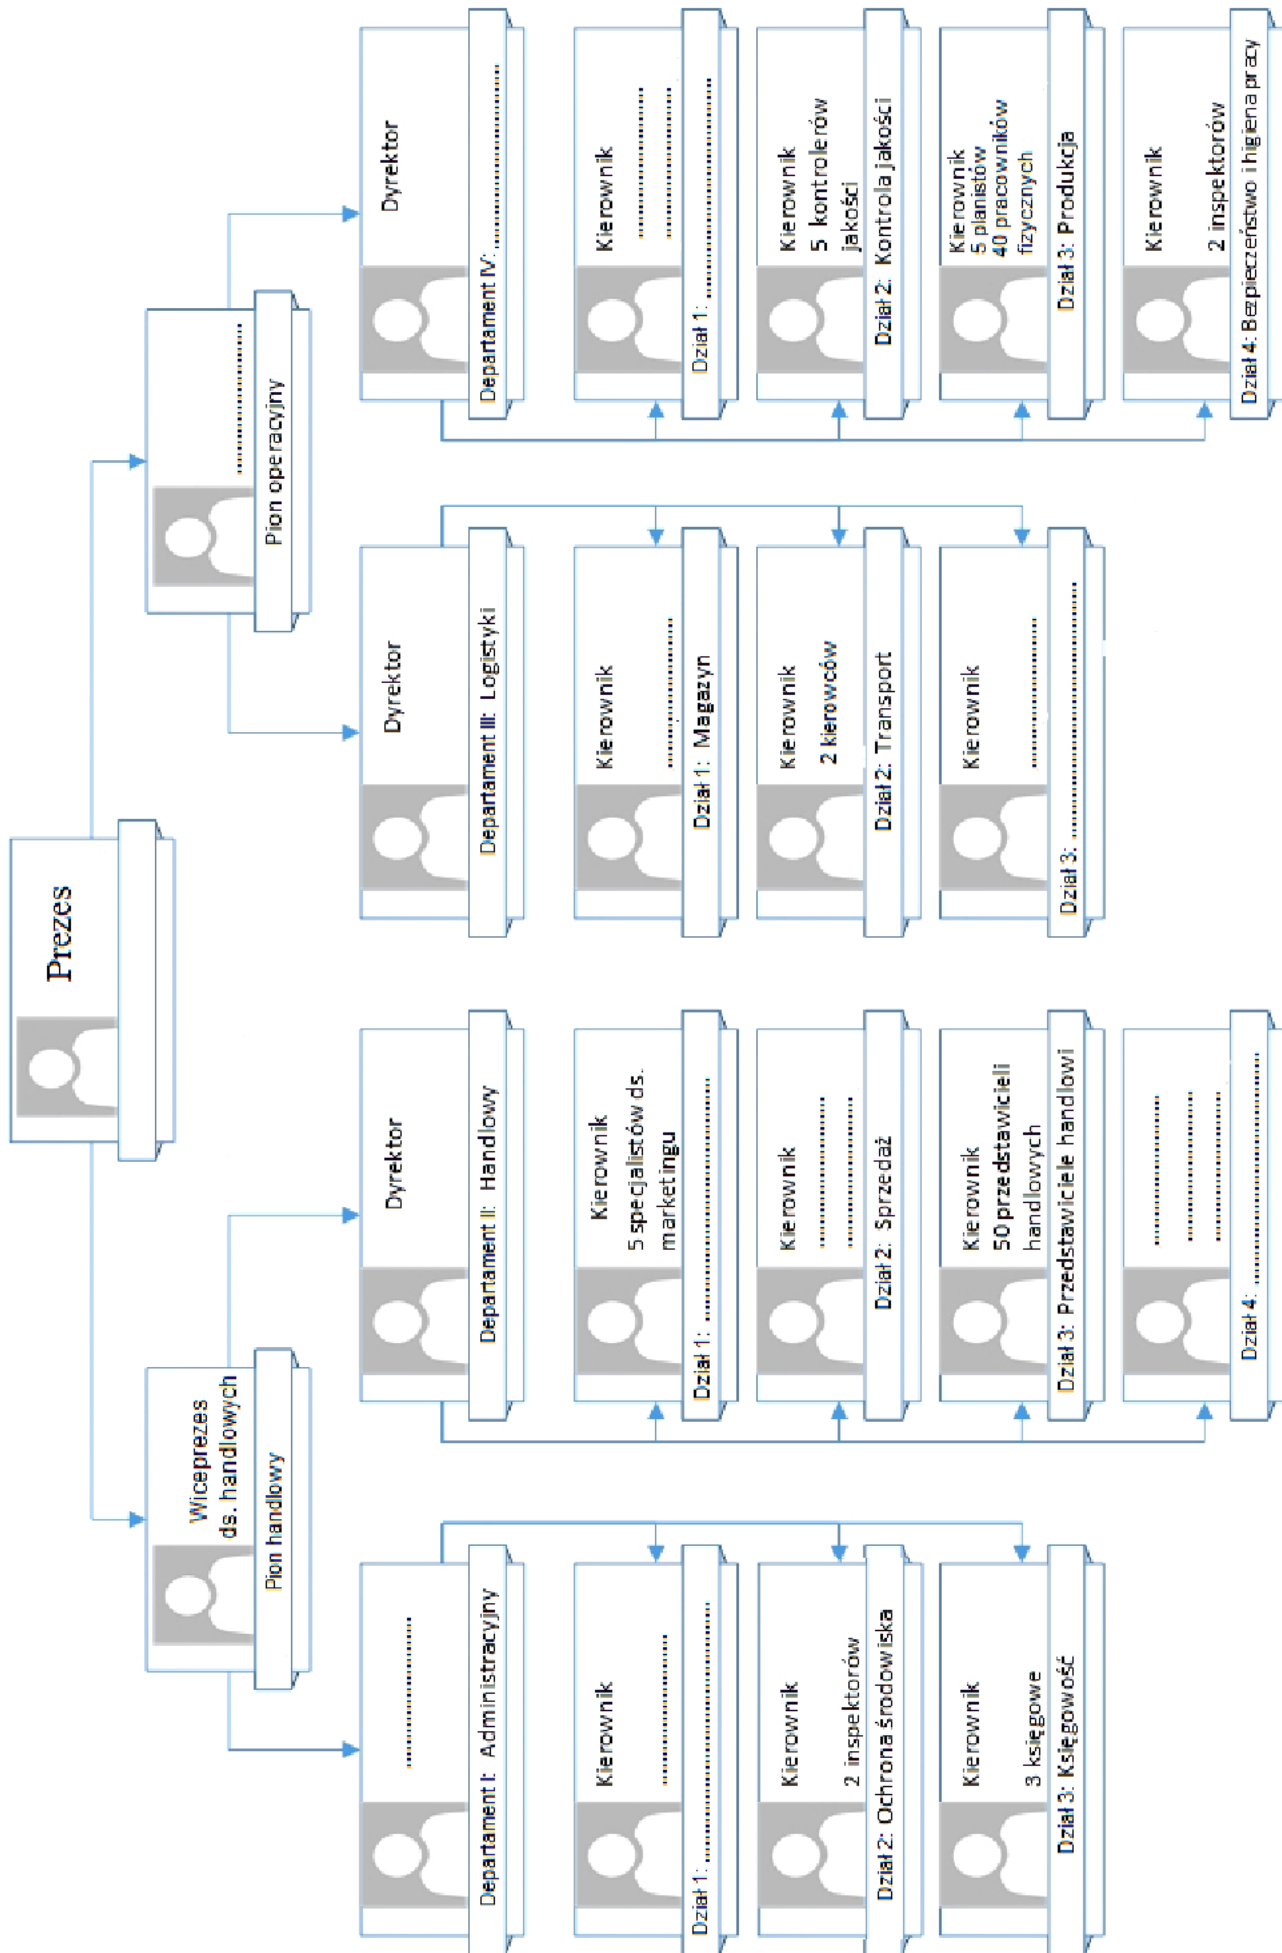 Prezes
Wiceprezes
ds. handlowych
Pion handlowy
..............................
Pion operacyjny
..............................
Departament I: Administracyjny
Dyrektor
Departament II: Handlowy
Dyrektor
Departament III: Logistyki
Dyrektor
Departament IV: ..............................
Kierownik
..............................
Dział 1: ..............................
Kierownik
2 inspektorów
Dział 2: Ochrona środowiska
Kierownik
3 księgowe
Dział 3: Księgowość
Kierownik
5 specjalistów ds.
marketingu
Dział 1: ..............................
Kierownik
..............................
..............................
Dział 2: Sprzedaż
Kierownik
50 przedstawicieli
handlowych
Dział 3: Przedstawiciele handlowi
..............................
..............................
..............................
Dział 4: ..............................
Kierownik
..............................
Dział 1: Magazyn
Kierownik
2 kierowców
Dział 2: Transport
Kierownik
..............................
Dział 3: ..............................
Kierownik
..............................
..............................
Dział 1: ..............................
Kierownik
5 kontrolerów
jakości
Dział 2: Kontrola jakości
Kierownik
5 planistów
40 pracowników
fizycznych
Dział 3: Produkcja
Kierownik
2 inspektorów
Dział 4: Bezpieczeństwo i higiena pracy